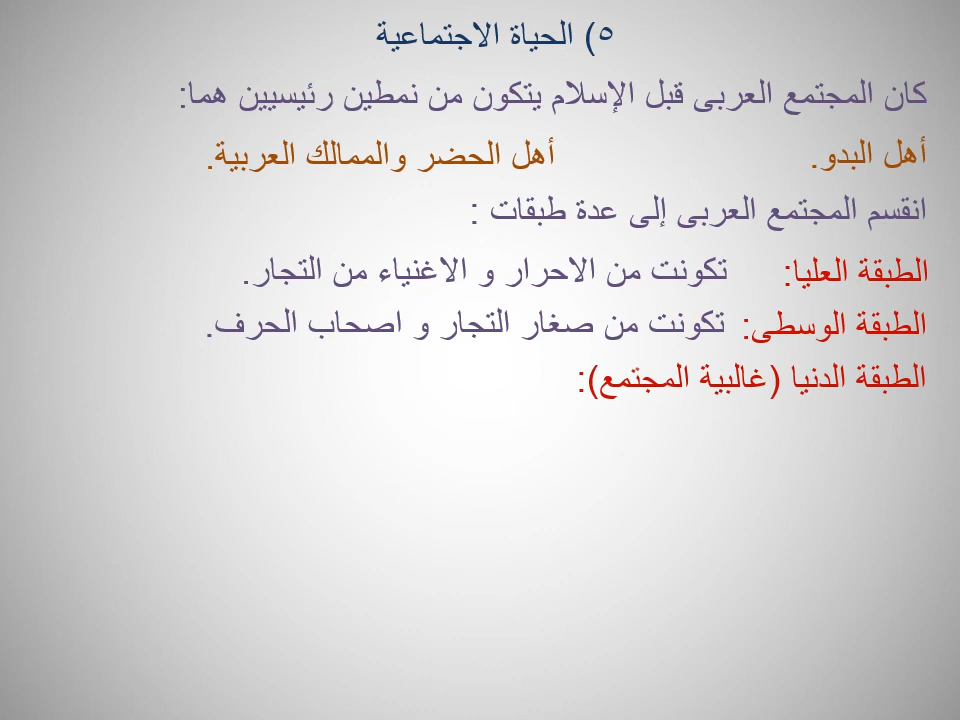 ٥) الحياة الاجتماعية
كان المجتمع العربى قبل الإسلام يتكون من نمطين رئيسيين هما:
أهل البدو. أهل الحضر والممالك العربية.
انقسم المجتمع العربى إلى عدة طبقات :
الطبقة العليا: تكونت من الاحرار و الاغنياء من التجار.
الطبقة الوسطى: تكونت من صغار التجار و اصحاب الحرف.
الطبقة الدنيا (غالبية المجتمع):